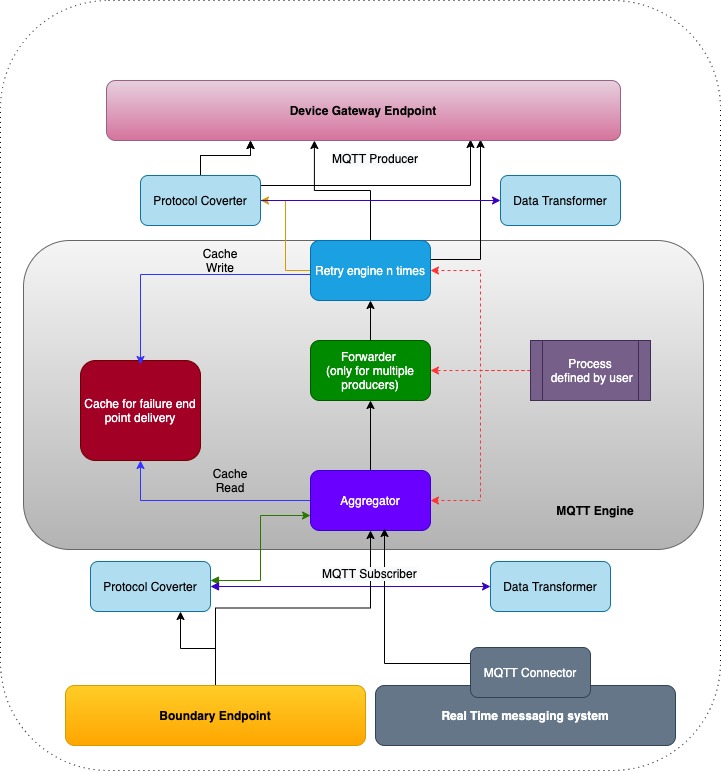 Device Gateway Endpoint
MQTT Producer
Protocol Coverter
Data Transformer
Cache
Write
Retry engine n times
Forwarder
(only for multiple
producers)
Process
defined by user
Cache for failure end
point delivery
Cache
Read
Aggregator
MQTT Engine
MQTT Subscriber
Protocol Coverter
Data Transformer
MQTT Connector
Boundary Endpoint
Real Time messaging system